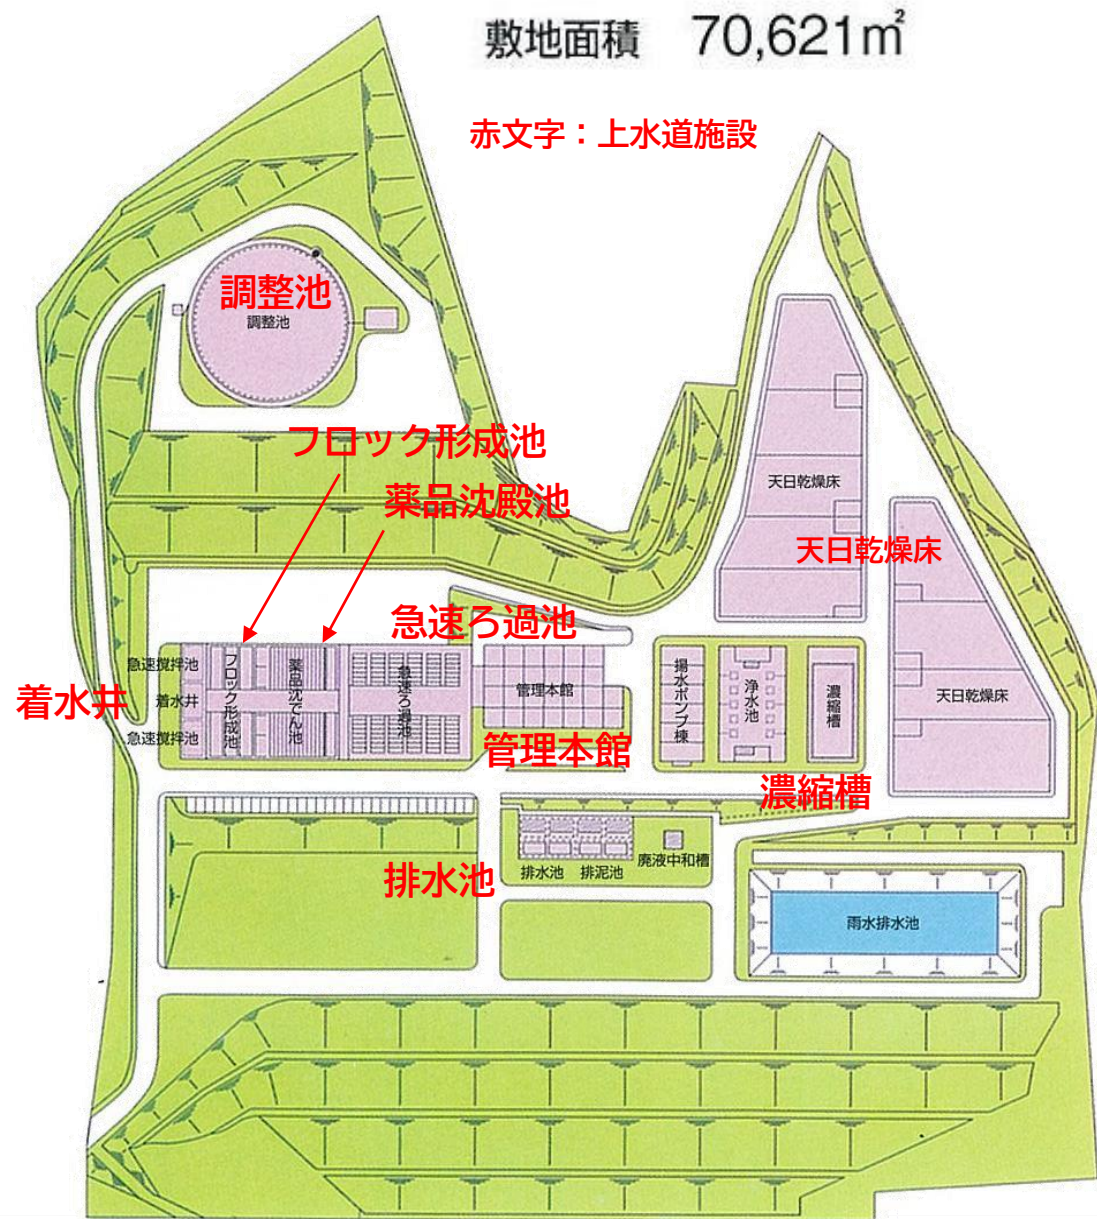 敷地面積 70,621㎡
赤文字：上水道施設
調整池
調整池
フロック形成池
薬品沈殿池
天日乾燥床
天日乾燥床
急速ろ過池
急速攪拌池
着水井
着水井
急速攪拌池
フロック形成池
薬品沈でん池
急速ろ過池
管理本館
管理本館
揚水ポンプ棟
浄水池
濃縮槽
濃縮槽
天日乾燥床
排水池
排水池
排泥池
廃液中和槽
雨水排水池